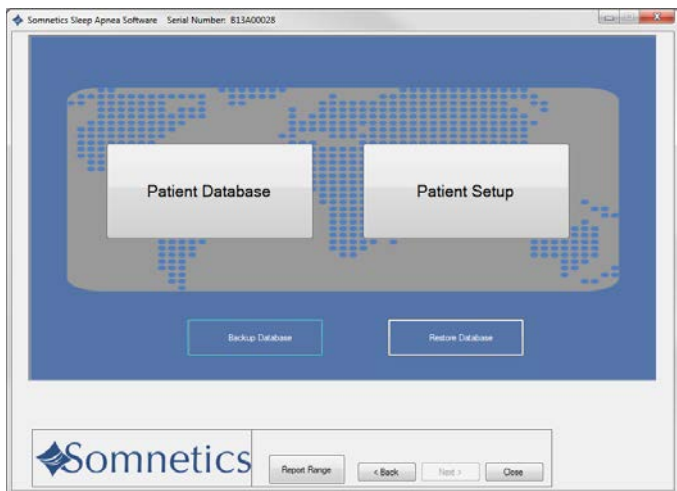 Somnetics Sleep Apnea Software Serial Number: B13A00028
Patient Database
Patient Setup
Backup Database
Restore Database
Somnetics
Report Range
< Back
Next >
Close